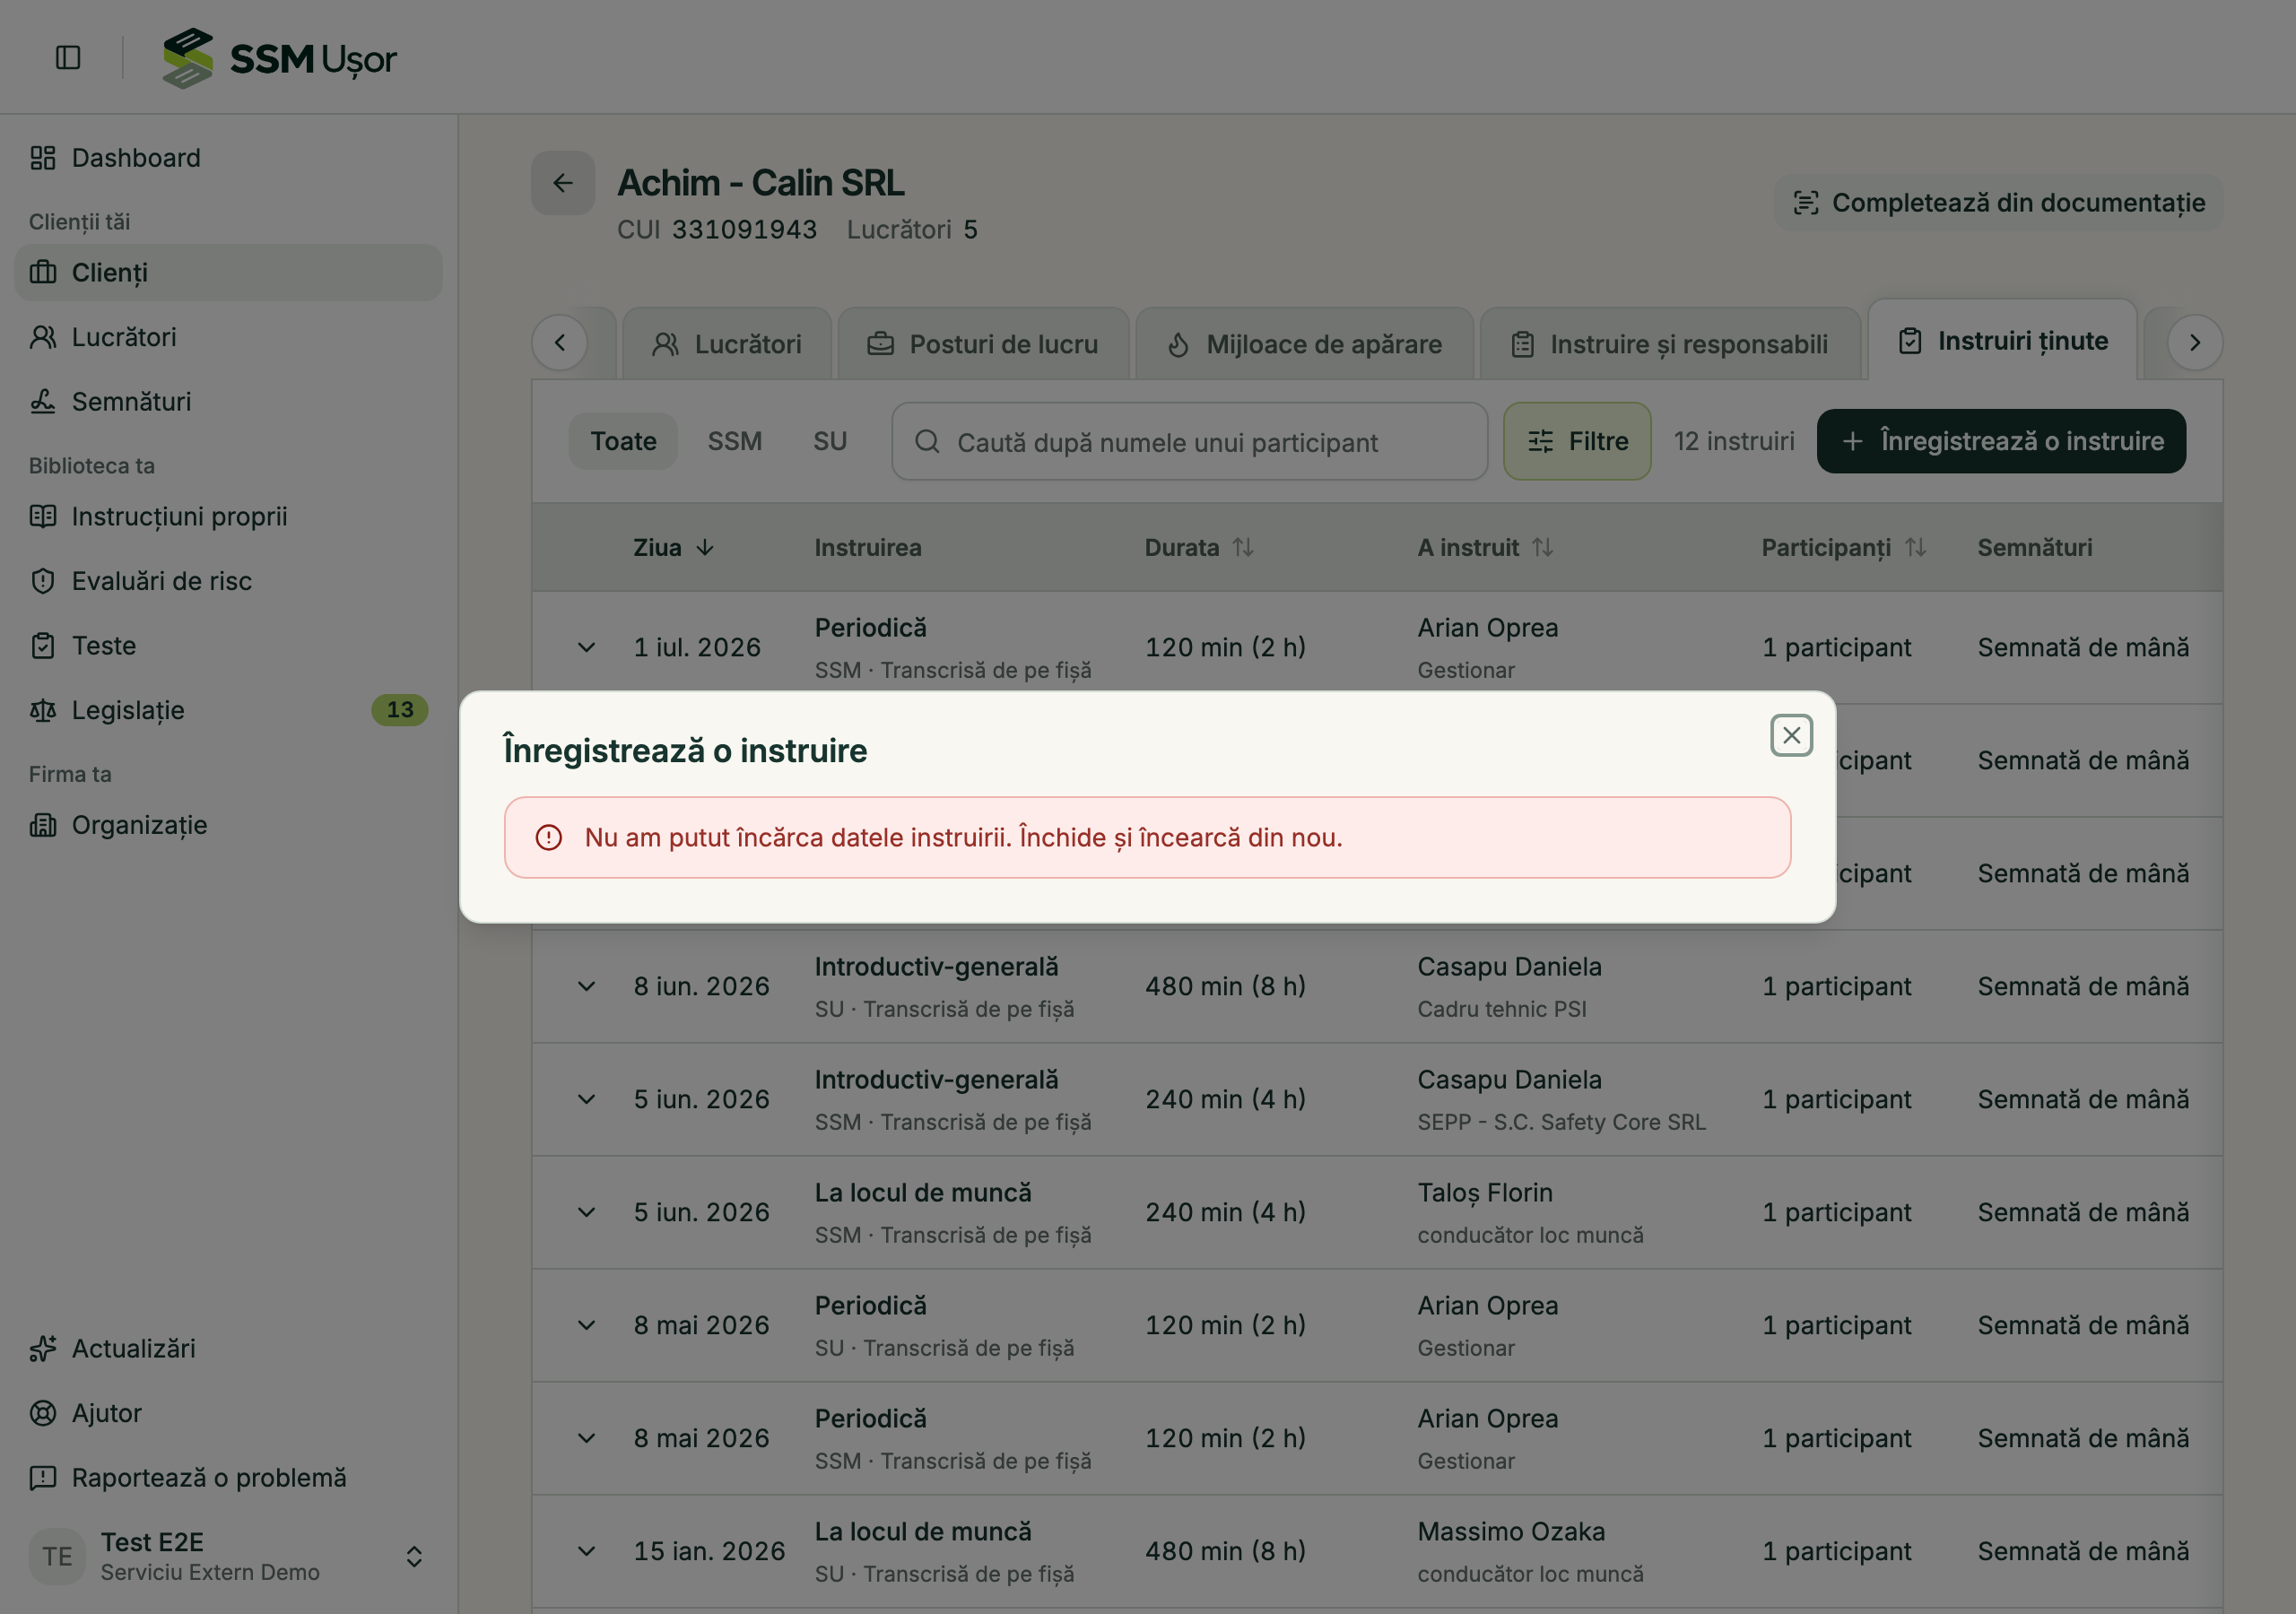 SSM Ușor
Dashboard
Clienții tăi
Clienți
Lucrători
Semnături
Biblioteca ta
Instrucțiuni proprii
Evaluări de risc
Teste
Legislație 13
Firma ta
Organizație
Actualizări
Ajutor
Raportează o problemă
TE
Test E2E
Serviciu Extern Demo
Achim - Calin SRL
CUI 331091943 Lucrători 5
Completează din documentație
Lucrători
Posturi de lucru
Mijloace de apărare
Instruire și responsabili
Instruiri ținute
Toate SSM SU
Caută după numele unui participant
Filtre
12 instruiri
Înregistrează o instruire
Ziua Instruirea Durata A instruit Participanți Semnături
1 iul. 2026 Periodică 120 min (2 h) Arian Oprea 1 participant Semnată de mână
SSM · Transcrisă de pe fișă Gestionar
Înregistrează o instruire
Nu am putut încărca datele instruirii. Închide și încearcă din nou.
cipant Semnată de mână
cipant Semnată de mână
8 iun. 2026 Introductiv-generală 480 min (8 h) Casapu Daniela 1 participant Semnată de mână
SU · Transcrisă de pe fișă Cadru tehnic PSI
5 iun. 2026 Introductiv-generală 240 min (4 h) Casapu Daniela 1 participant Semnată de mână
SSM · Transcrisă de pe fișă SEPP - S.C. Safety Core SRL
5 iun. 2026 La locul de muncă 240 min (4 h) Taloș Florin 1 participant Semnată de mână
SSM · Transcrisă de pe fișă conducător loc muncă
8 mai 2026 Periodică 120 min (2 h) Arian Oprea 1 participant Semnată de mână
SU · Transcrisă de pe fișă Gestionar
8 mai 2026 Periodică 120 min (2 h) Arian Oprea 1 participant Semnată de mână
SSM · Transcrisă de pe fișă Gestionar
15 ian. 2026 La locul de muncă 480 min (8 h) Massimo Ozaka 1 participant Semnată de mână
SU · Transcrisă de pe fișă conducător loc muncă